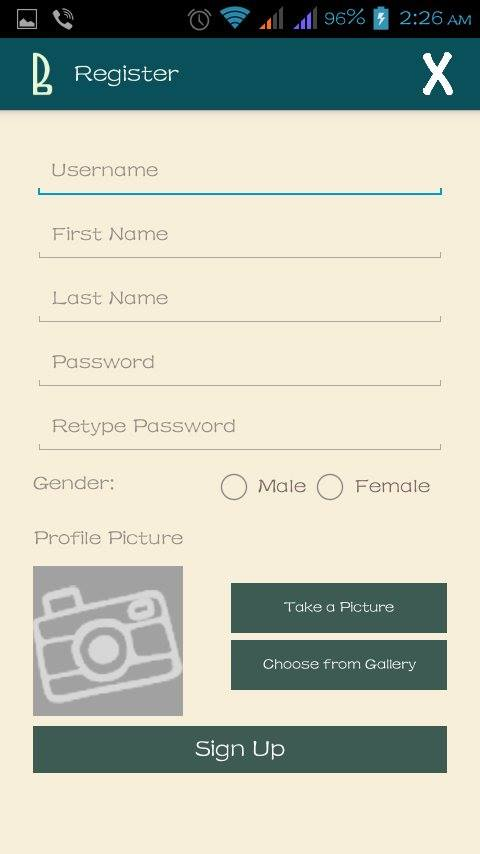 96% 2:26 AM
Register X
Username
First Name
Last Name
Password
Retype Password
Gender: Male Female
Profile Picture
Take a Picture
Choose from Gallery
Sign Up